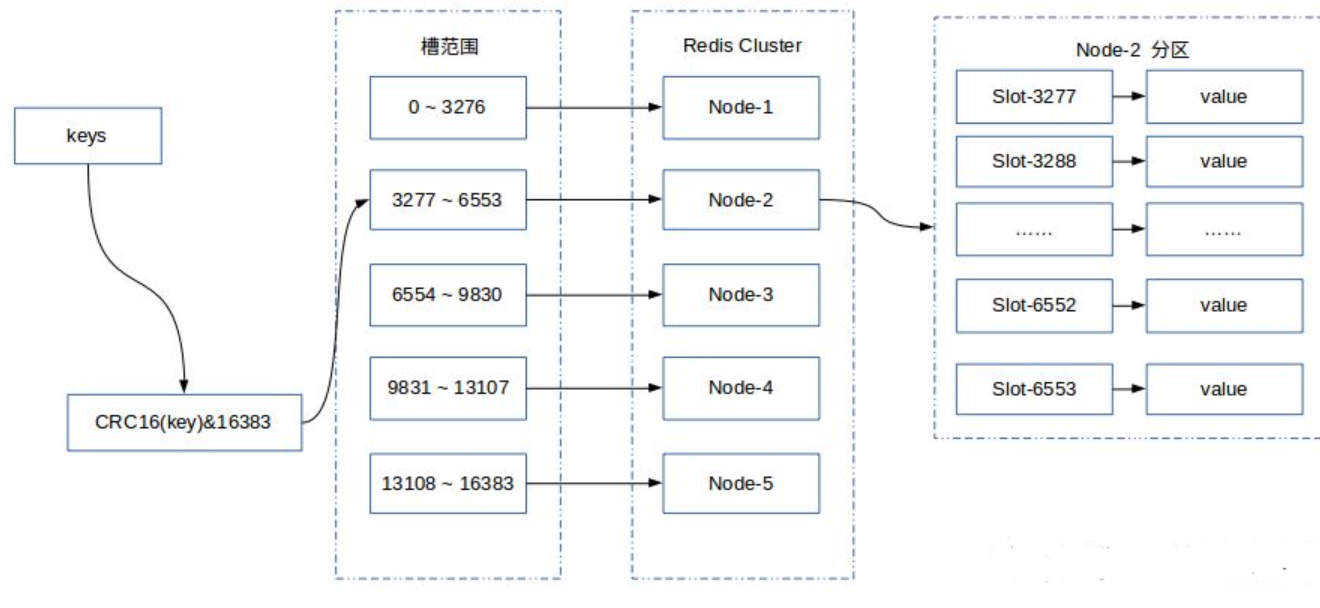 keys
CRC16(key)&16383
槽范围
0 ~ 3276
3277 ~ 6553
6554 ~ 9830
9831 ~ 13107
13108 ~ 16383
Redis Cluster
Node-1
Node-2
Node-3
Node-4
Node-5
Node-2 分区
Slot-3277 value
Slot-3288 value
…… ……
Slot-6552 value
Slot-6553 value